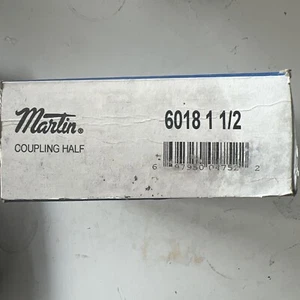 Martin®
6018 1 1/2
COUPLING HALF